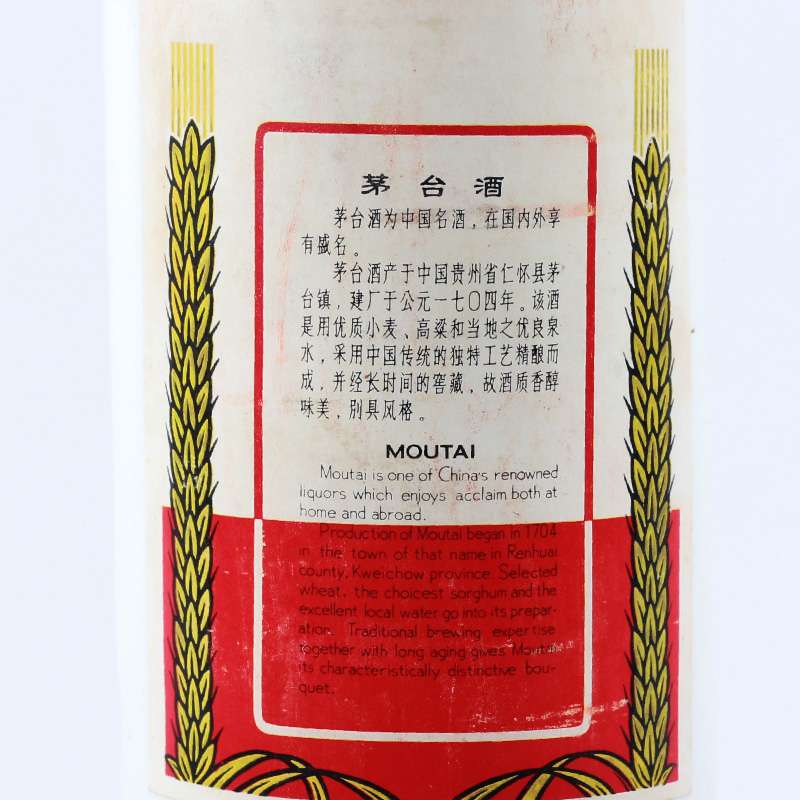 茅台酒
茅台酒为中国名酒，在国内外享
有盛名。
茅台酒产于中国贵州省仁怀县茅
台镇，建厂于公元一七〇四年。该酒
是用优质小麦、高粱和当地之优良泉
水，采用中国传统的独特工艺精酿而
成，并经长时间的窖藏，故酒质香醇
味美，别具风格。
MOUTAI
Moutai is one of China's renowned
liquors which enjoys acclaim both at
home and abroad.
Production of Moutai began in 1704
in the town of that name in Renhuai
county, Kweichow province. Selected
wheat, the choicest sorghum and the
excellent local water go into its prepar-
ation. Traditional brewing expertise
together with long aging gives Moutai
its characteristically distinctive bou-
quet.